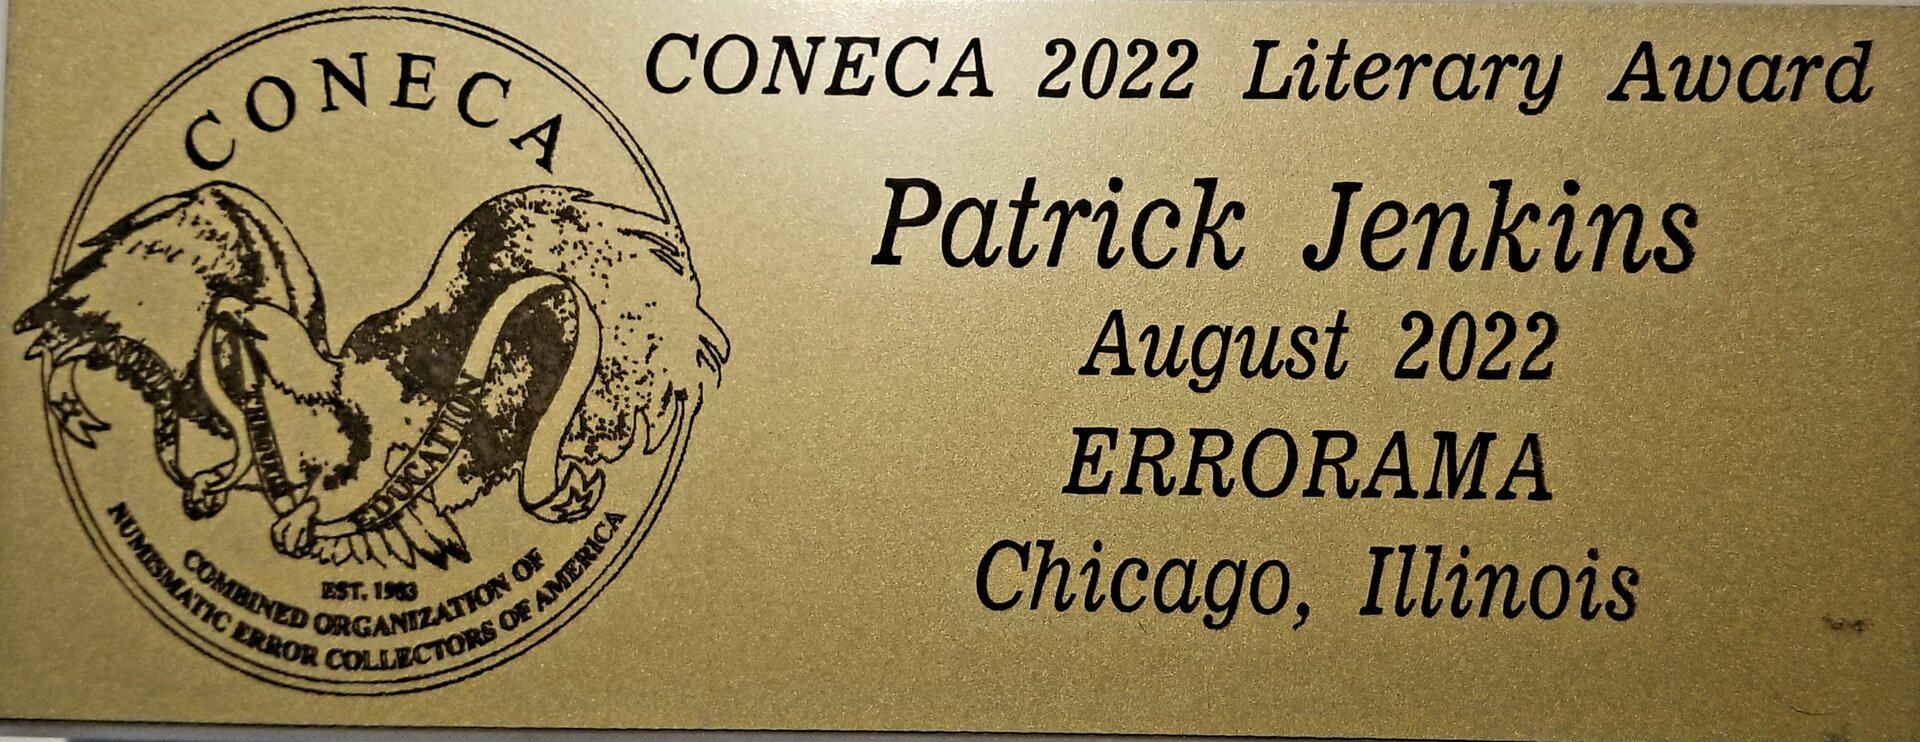 CONECA
EDUCATION
EST. 1983
COMBINED ORGANIZATION OF
NUMISMATIC ERROR COLLECTORS OF AMERICA
CONECA 2022 Literary Award
Patrick Jenkins
August 2022
ERRORAMA
Chicago, Illinois